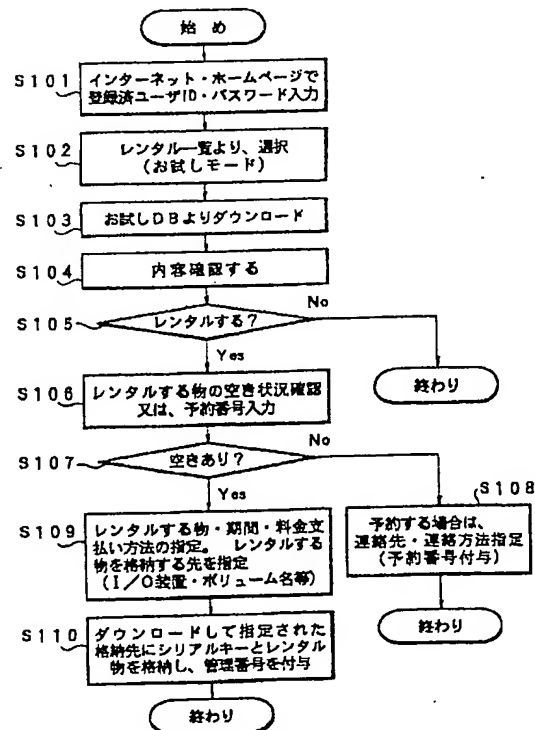 始め
S101
インターネット・ホームページで
登録済ユーザID・パスワード入力
S102
レンタル一覧より、選択
(お試しモード)
S103
お試しDBよりダウンロード
S104
内容確認する
S105
レンタルする?
No
終わり
Yes
S106
レンタルする物の空き状況確認
又は、予約番号入力
S107
空きあり?
No
S108
予約する場合は、
連絡先・連絡方法指定
(予約番号付与)
終わり
Yes
S109
レンタルする物・期間・料金支
払い方法の指定。 レンタルする
物を格納する先を指定
(I/O装置・ボリューム名等)
S110
ダウンロードして指定された
格納先にシリアルキーとレンタル
物を格納し、管理番号を付与
終わり